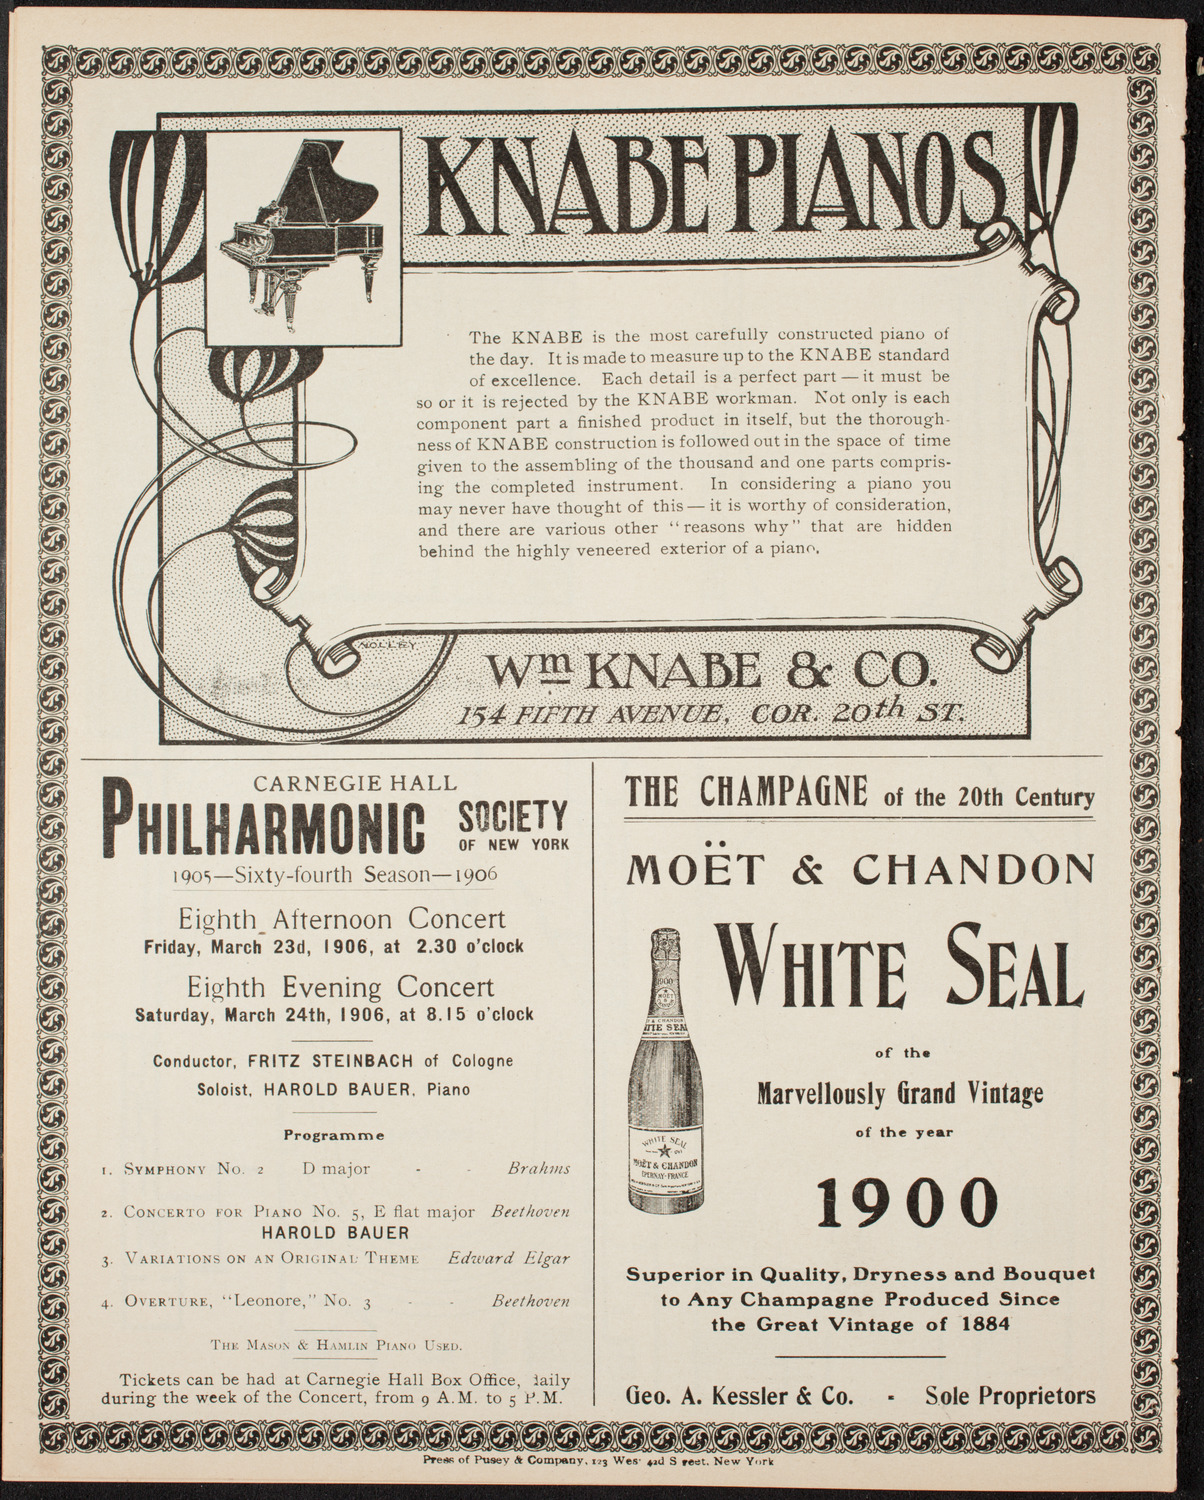 KNABE PIANOS
The KNABE is the most carefully constructed piano of
the day. It is made to measure up to the KNABE standard
of excellence. Each detail is a perfect part — it must be
so or it is rejected by the KNABE workman. Not only is each
component part a finished product in itself, but the thorough-
ness of KNABE construction is followed out in the space of time
given to the assembling of the thousand and one parts compris-
ing the completed instrument. In considering a piano you
may never have thought of this — it is worthy of consideration,
and there are various other “reasons why” that are hidden
behind the highly veneered exterior of a piano.
Wm KNABE & CO.
154 FIFTH AVENUE, COR. 20th ST.
CARNEGIE HALL
PHILHARMONIC SOCIETY
OF NEW YORK
1905—Sixty-fourth Season—1906
Eighth Afternoon Concert
Friday, March 23d, 1906, at 2.30 o'clock
Eighth Evening Concert
Saturday, March 24th, 1906, at 8.15 o'clock
Conductor, FRITZ STEINBACH of Cologne
Soloist, HAROLD BAUER, Piano
Programme
1. SYMPHONY NO. 2 D major - - Brahms
2. CONCERTO FOR PIANO NO. 5, E flat major Beethoven
HAROLD BAUER
3. VARIATIONS ON AN ORIGINAL THEME Edward Elgar
4. OVERTURE, “Leonore,” No. 3 - - Beethoven
THE MASON & HAMLIN PIANO USED.
Tickets can be had at Carnegie Hall Box Office, daily
during the week of the Concert, from 9 A.M. to 5 P.M.
THE CHAMPAGNE of the 20th Century
MOËT & CHANDON
WHITE SEAL
1900
MOËT
WHITE SEAL
WHITE SEAL
MOËT & CHANDON
EPERNAY-FRANCE
of the
Marvellously Grand Vintage
of the year
1900
Superior in Quality, Dryness and Bouquet
to Any Champagne Produced Since
the Great Vintage of 1884
Geo. A. Kessler & Co. - Sole Proprietors
Press of Pusey & Company, 123 Wes 42d S reet, New York